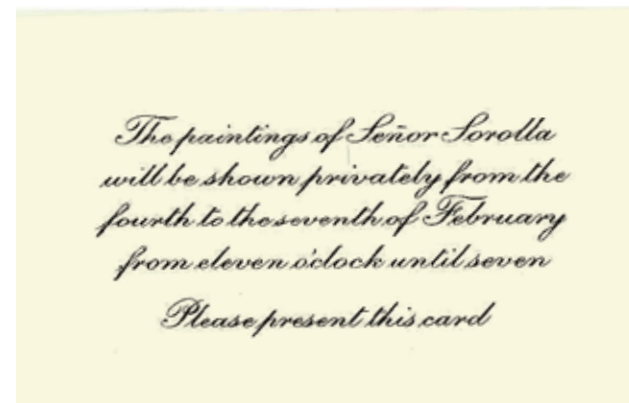 The paintings of Señor Sorolla
will be shown privately from the
fourth to the seventh of February
from eleven o'clock until seven
Please present this card